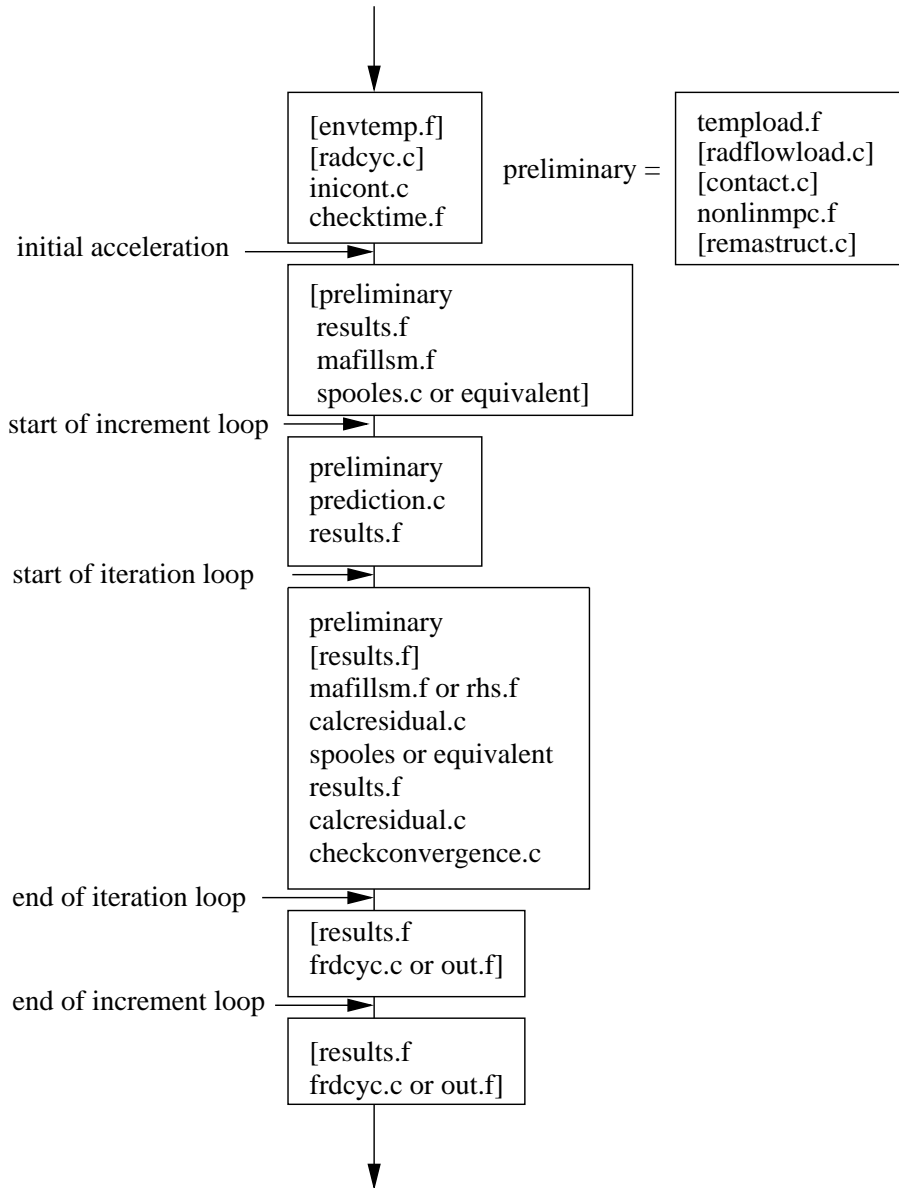 [envtemp.f]
[radcyc.c]
inicont.c
checktime.f
preliminary =
tempload.f
[radflowload.c]
[contact.c]
nonlinmpc.f
[remastruct.c]
initial acceleration
[preliminary
results.f
mafillsm.f
spooles.c or equivalent]
start of increment loop
preliminary
prediction.c
results.f
start of iteration loop
preliminary
[results.f]
mafillsm.f or rhs.f
calcresidual.c
spooles or equivalent
results.f
calcresidual.c
checkconvergence.c
end of iteration loop
[results.f
frdcyc.c or out.f]
end of increment loop
[results.f
frdcyc.c or out.f]